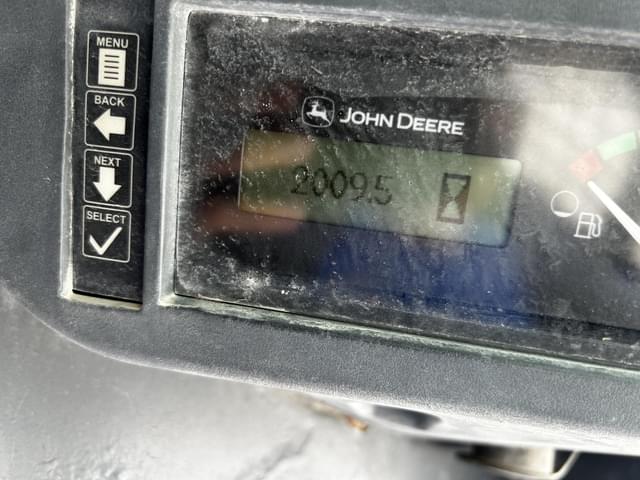 MENU
BACK
NEXT
SELECT
JOHN DEERE
2009.5